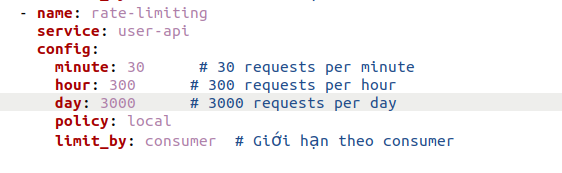 - name: rate-limiting
service: user-api
config:
minute: 30 # 30 requests per minute
hour: 300 # 300 requests per hour
day: 3000 # 3000 requests per day
policy: local
limit_by: consumer # Giới hạn theo consumer